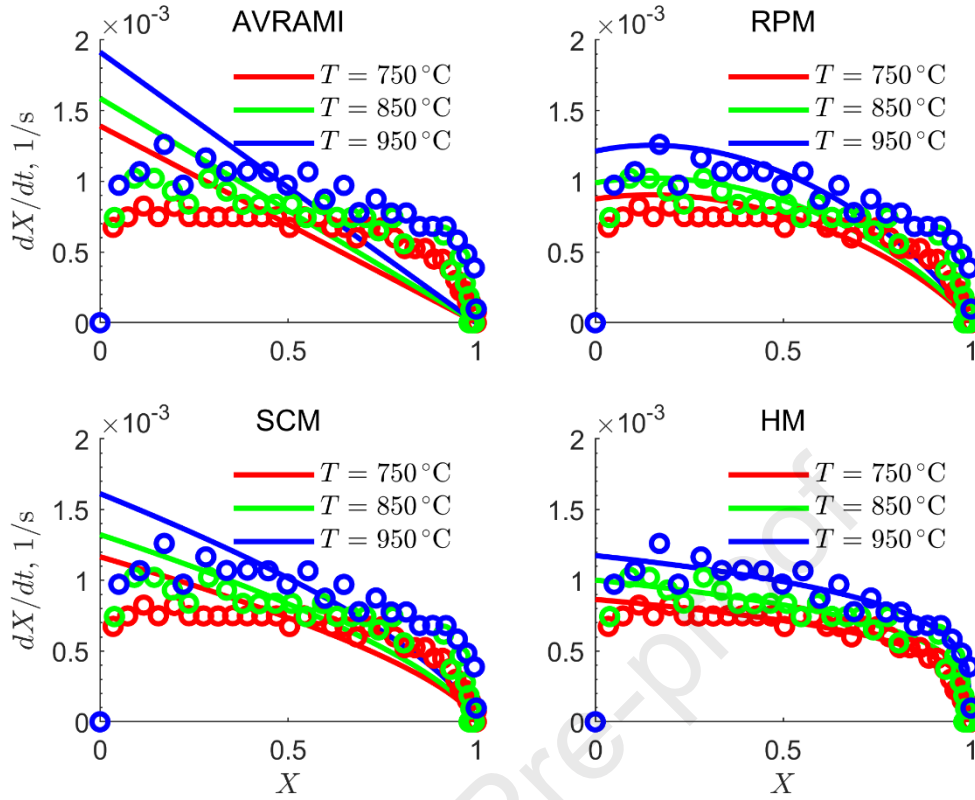 ×10⁻³ AVRAMI
2
1.5
1
0.5
0
dX/dt, 1/s
T = 750 °C
T = 850 °C
T = 950 °C
0 0.5 1
×10⁻³ RPM
2
1.5
1
0.5
0
T = 750 °C
T = 850 °C
T = 950 °C
0 0.5 1
×10⁻³ SCM
2
1.5
1
0.5
0
dX/dt, 1/s
T = 750 °C
T = 850 °C
T = 950 °C
0 0.5 1
X
×10⁻³ HM
2
1.5
1
0.5
0
T = 750 °C
T = 850 °C
T = 950 °C
0 0.5 1
X
Pre-proof